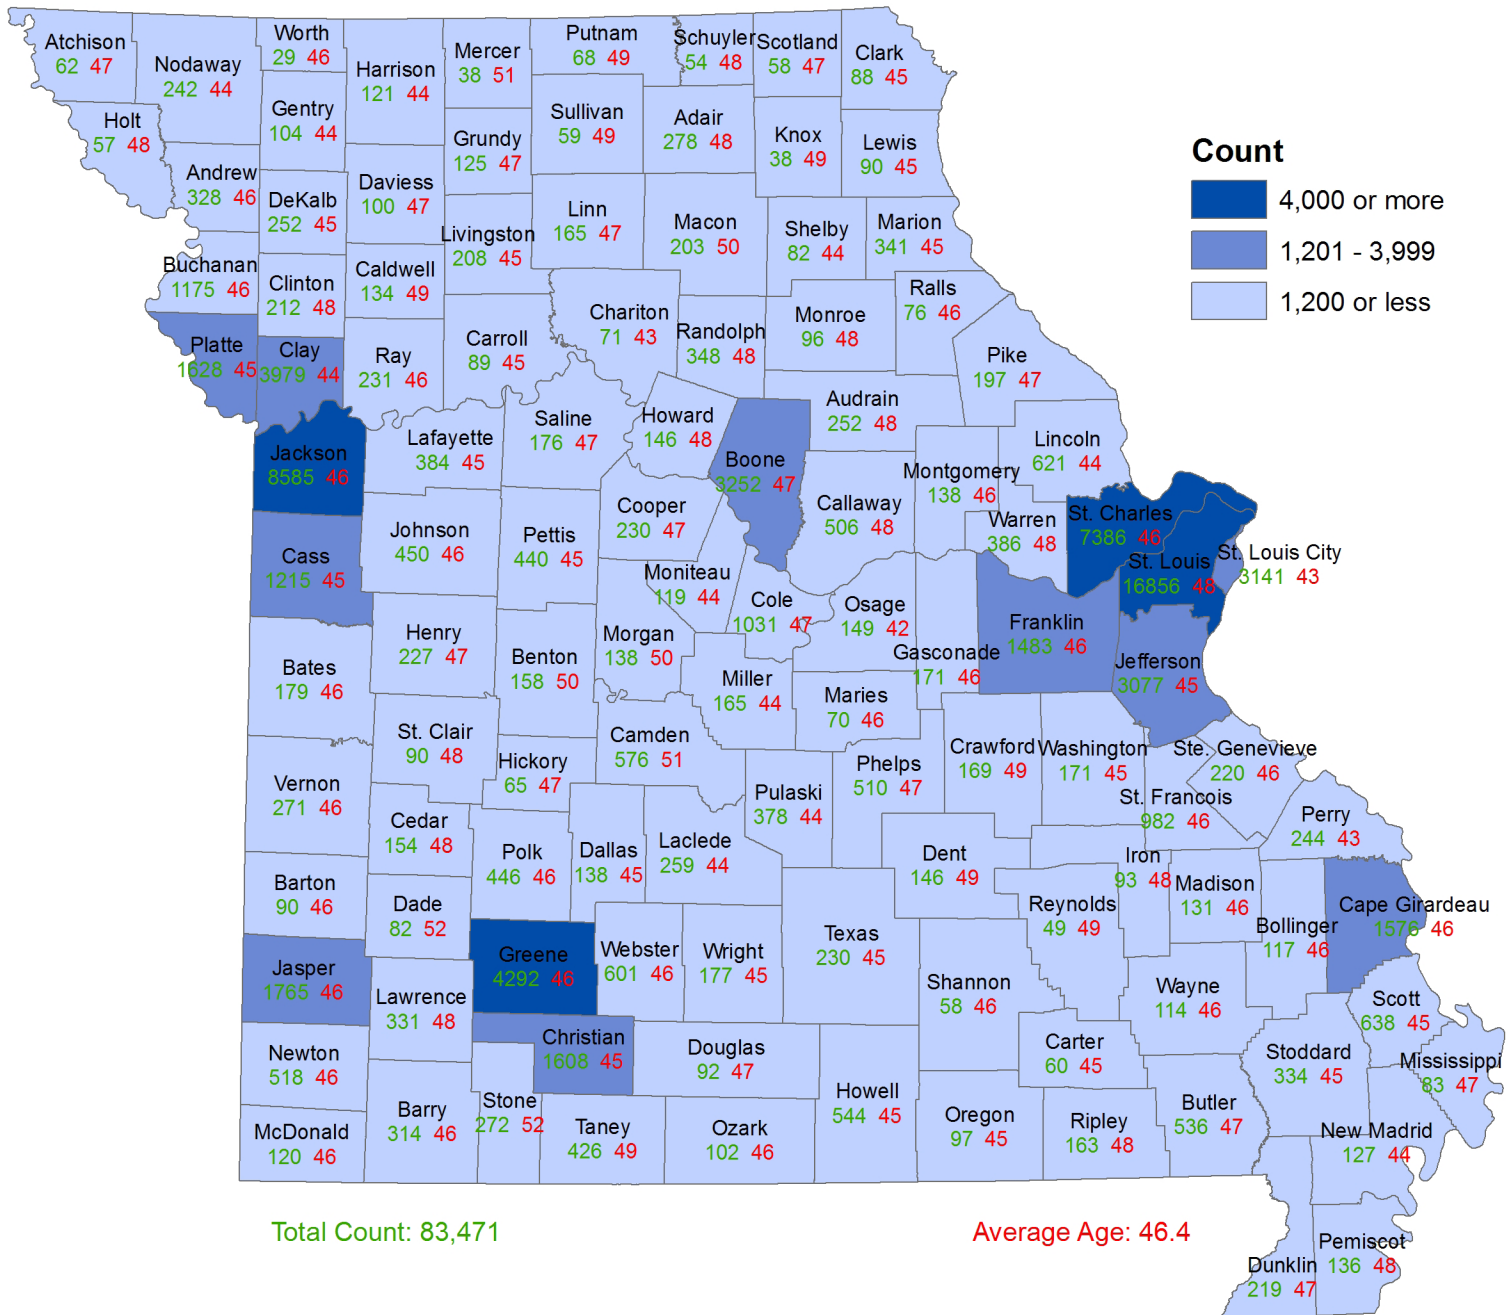 Atchison
62 47
Nodaway
242 44
Worth
29 46
Harrison
121 44
Mercer
38 51
Putnam
68 49
Schuyler
54 48
Scotland
58 47
Clark
88 45
Holt
57 48
Gentry
104 44
Grundy
125 47
Sullivan
59 49
Adair
278 48
Knox
38 49
Lewis
90 45
Andrew
328 46
DeKalb
252 45
Daviess
100 47
Livingston
208 45
Linn
165 47
Macon
203 50
Shelby
82 44
Marion
341 45
Buchanan
1175 46
Clinton
212 48
Caldwell
134 49
Chariton
71 43
Randolph
348 48
Monroe
96 48
Ralls
76 46
Platte
1628 45
Clay
3979 44
Ray
231 46
Carroll
89 45
Pike
197 47
Jackson
8585 46
Lafayette
384 45
Saline
176 47
Howard
146 48
Boone
3252 47
Audrain
252 48
Montgomery
138 46
Lincoln
621 44
Cass
1215 45
Johnson
450 46
Pettis
440 45
Cooper
230 47
Callaway
506 48
Warren
386 48
St. Charles
7386 46
St. Louis
16856 48
St. Louis City
3141 43
Moniteau
119 44
Cole
1031 47
Osage
149 42
Gasconade
171 46
Franklin
1483 46
Jefferson
3077 45
Bates
179 46
Henry
227 47
Benton
158 50
Morgan
138 50
Miller
165 44
Maries
70 46
St. Clair
90 48
Hickory
65 47
Camden
576 51
Pulaski
378 44
Phelps
510 47
Crawford
169 49
Washington
171 45
Ste. Genevieve
220 46
St. Francois
982 46
Perry
244 43
Vernon
271 46
Cedar
154 48
Polk
446 46
Dallas
138 45
Laclede
259 44
Dent
146 49
Iron
93 48
Madison
131 46
Reynolds
49 49
Bollinger
117 46
Cape Girardeau
1576 46
Barton
90 46
Dade
82 52
Greene
4292 46
Webster
601 46
Wright
177 45
Texas
230 45
Shannon
58 46
Wayne
114 46
Scott
638 45
Jasper
1765 46
Lawrence
331 48
Christian
1608 45
Douglas
92 47
Howell
544 45
Carter
60 45
Stoddard
334 45
Mississippi
83 47
Newton
518 46
McDonald
120 46
Barry
314 46
Stone
272 52
Taney
426 49
Ozark
102 46
Oregon
97 45
Ripley
163 48
Butler
536 47
New Madrid
127 44
Dunklin
219 47
Pemiscot
136 48
Count
4,000 or more
1,201 - 3,999
1,200 or less
Total Count: 83,471
Average Age: 46.4